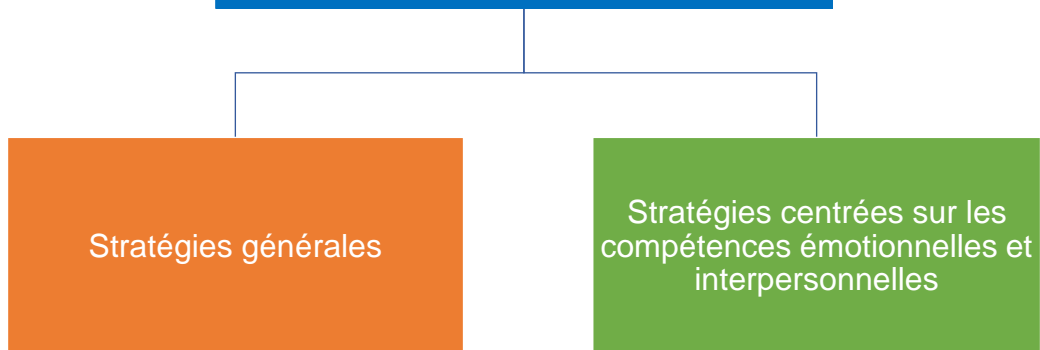 Stratégies générales
Stratégies centrées sur les
compétences émotionnelles et
interpersonnelles